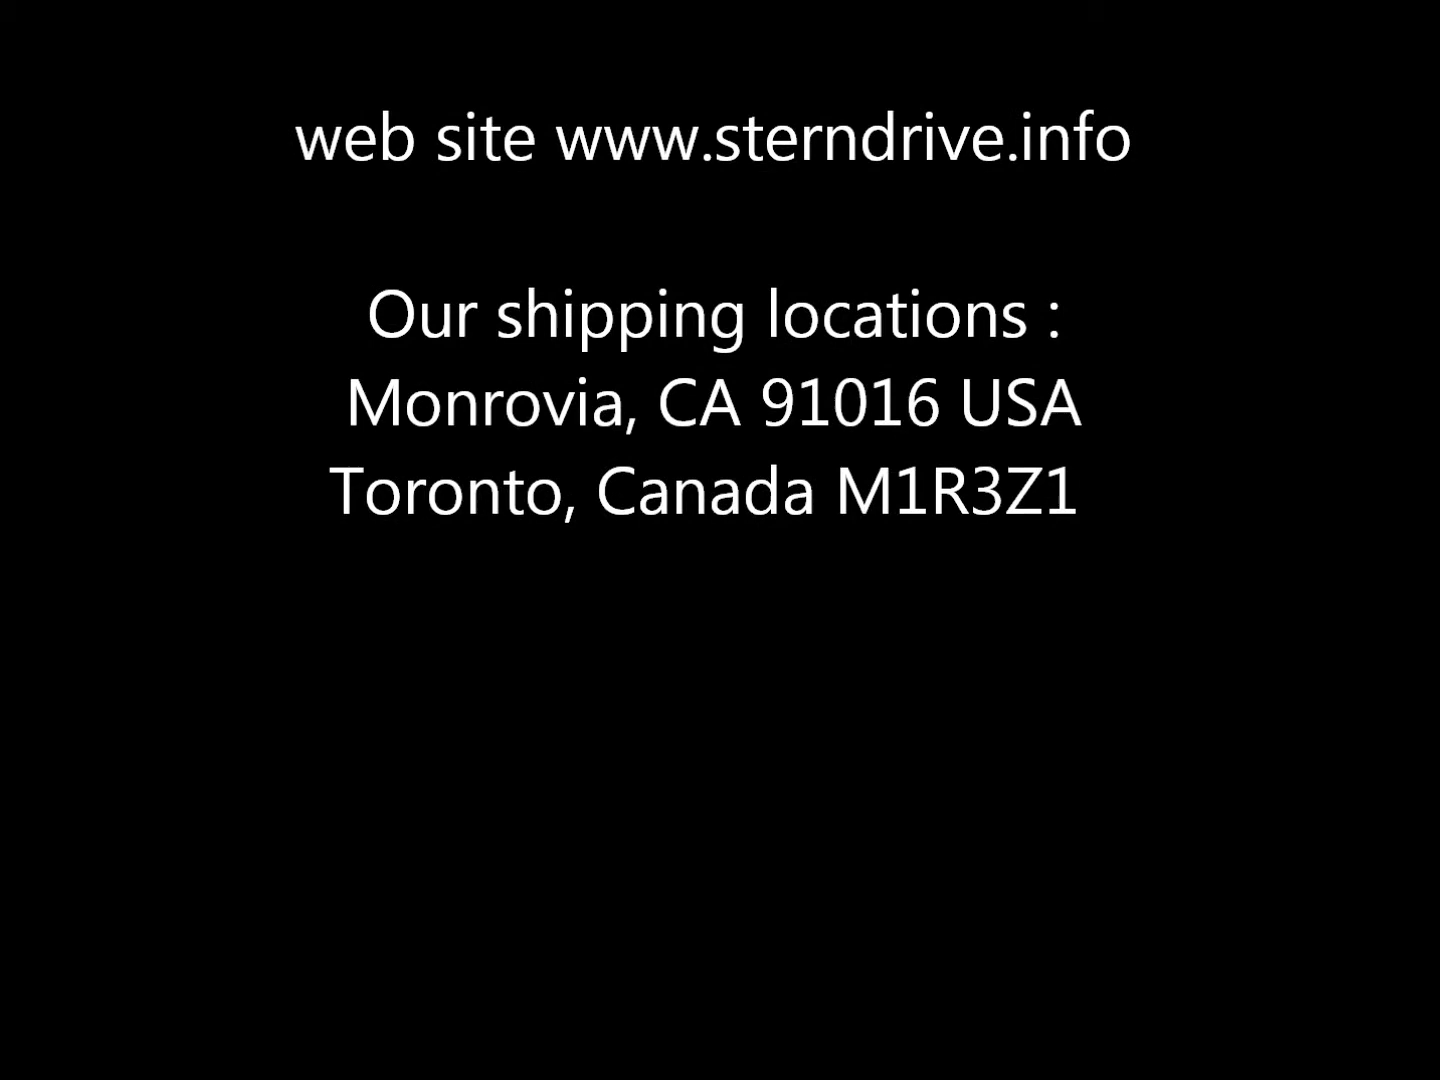 web site www.sterndrive.info
Our shipping locations :
Monrovia, CA 91016 USA
Toronto, Canada M1R3Z1